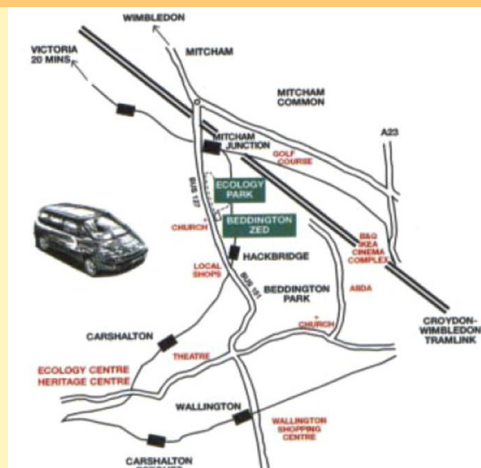 WIMBLEDON
VICTORIA
20 MINS
MITCHAM
MITCHAM
COMMON
A23
MITCHAM
JUNCTION
GOLF
COURSE
ECOLOGY
PARK
BUS 127
BEDDINGTON
ZED
CHURCH
B&Q
IKEA
CINEMA
COMPLEX
HACKBRIDGE
LOCAL
SHOPS
BUS 151
BEDDINGTON
PARK
ASDA
CROYDON-
WIMBLEDON
TRAMLINK
CHURCH
CARSHALTON
THEATRE
ECOLOGY CENTRE
HERITAGE CENTRE
WALLINGTON
WALLINGTON
SHOPPING
CENTRE
CARSHALTON